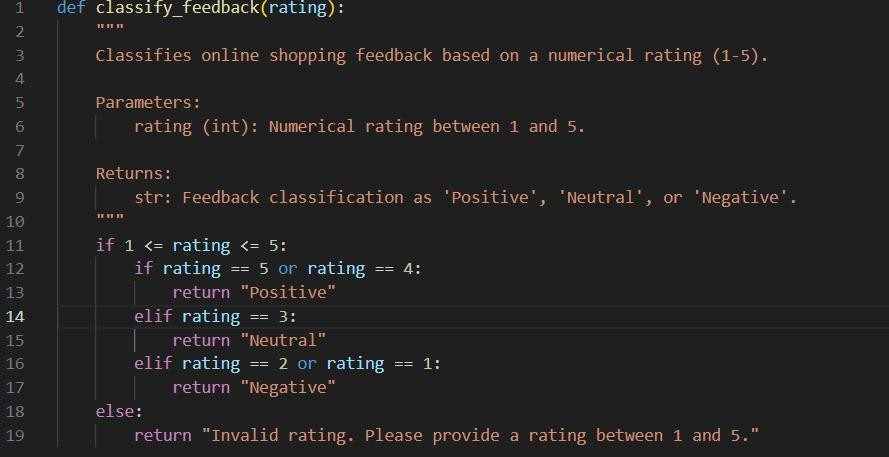 1 def classify_feedback(rating):
2 """
3 Classifies online shopping feedback based on a numerical rating (1-5).
4
5 Parameters:
6 rating (int): Numerical rating between 1 and 5.
7
8 Returns:
9 str: Feedback classification as 'Positive', 'Neutral', or 'Negative'.
10 """
11 if 1 <= rating <= 5:
12 if rating == 5 or rating == 4:
13 return "Positive"
14 elif rating == 3:
15 return "Neutral"
16 elif rating == 2 or rating == 1:
17 return "Negative"
18 else:
19 return "Invalid rating. Please provide a rating between 1 and 5."